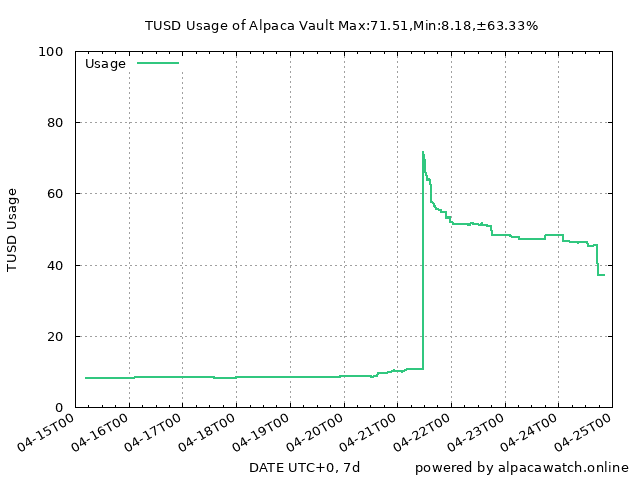 TUSD Usage of Alpaca Vault Max:71.51,Min:8.18,±63.33%
Usage
TUSD Usage
100
80
60
40
20
0
04-15T00
04-16T00
04-17T00
04-18T00
04-19T00
04-20T00
04-21T00
04-22T00
04-23T00
04-24T00
04-25T00
DATE UTC+0, 7d
powered by alpacawatch.online